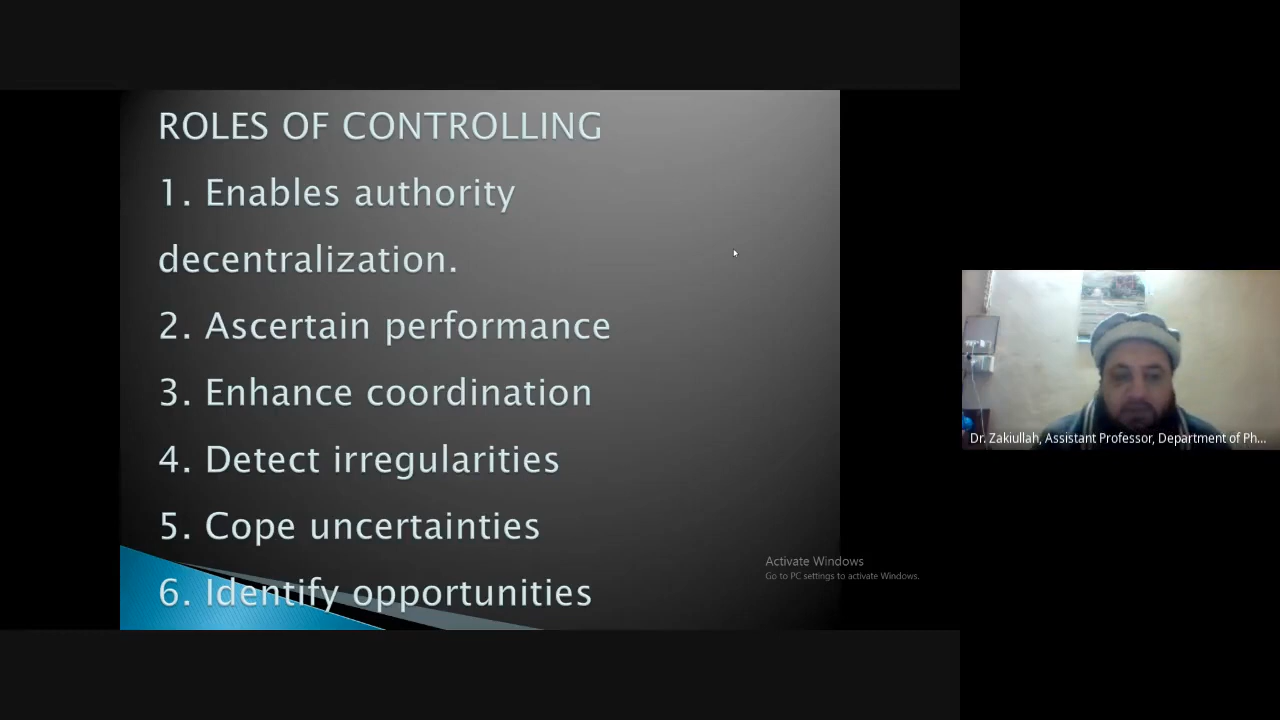 ROLES OF CONTROLLING
1. Enables authority
decentralization.
2. Ascertain performance
3. Enhance coordination
4. Detect irregularities
5. Cope uncertainties
6. Identify opportunities
Activate Windows
Go to PC settings to activate Windows.
Dr. Zakiullah, Assistant Professor, Department of Ph...